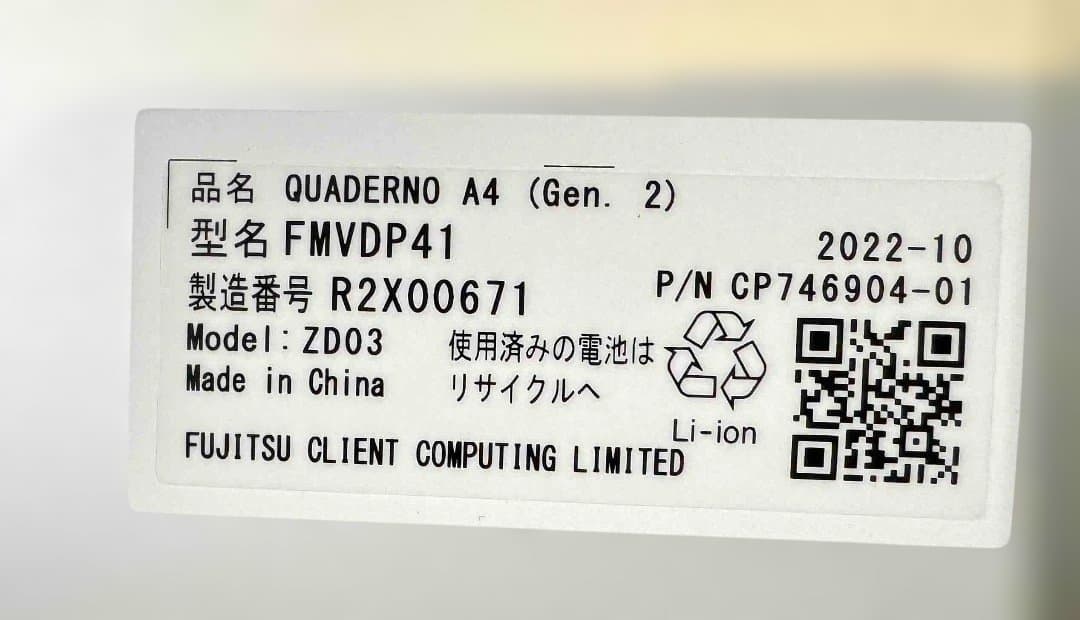 品名 QUADERNO A4 (Gen. 2)
型名 FMVDP41
2022-10
製造番号 R2X00671
P/N CP746904-01
Model: ZD03
Made in China
使用済みの電池は
リサイクルへ
Li-ion
FUJITSU CLIENT COMPUTING LIMITED